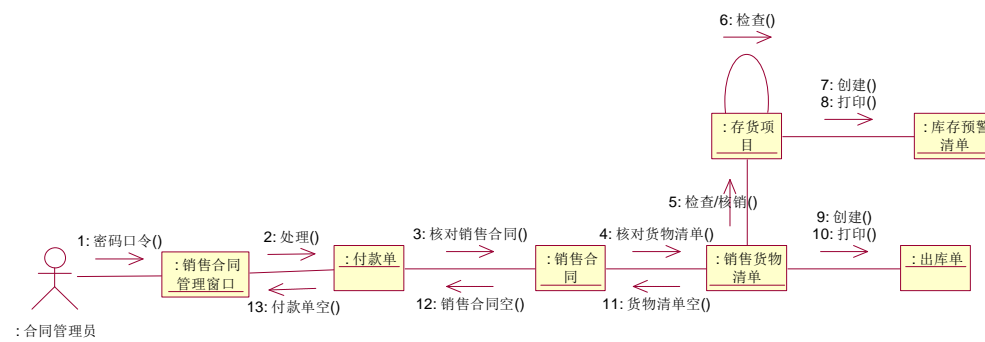 6: 检查()
7: 创建()
8: 打印()
: 存货项
目
: 库存预警
清单
5: 检查/核销()
1: 密码口令()
2: 处理()
3: 核对销售合同()
4: 核对货物清单()
9: 创建()
10: 打印()
: 销售合同
管理窗口
: 付款单
: 销售合
同
: 销售货物
清单
: 出库单
13: 付款单空()
12: 销售合同空()
11: 货物清单空()
: 合同管理员